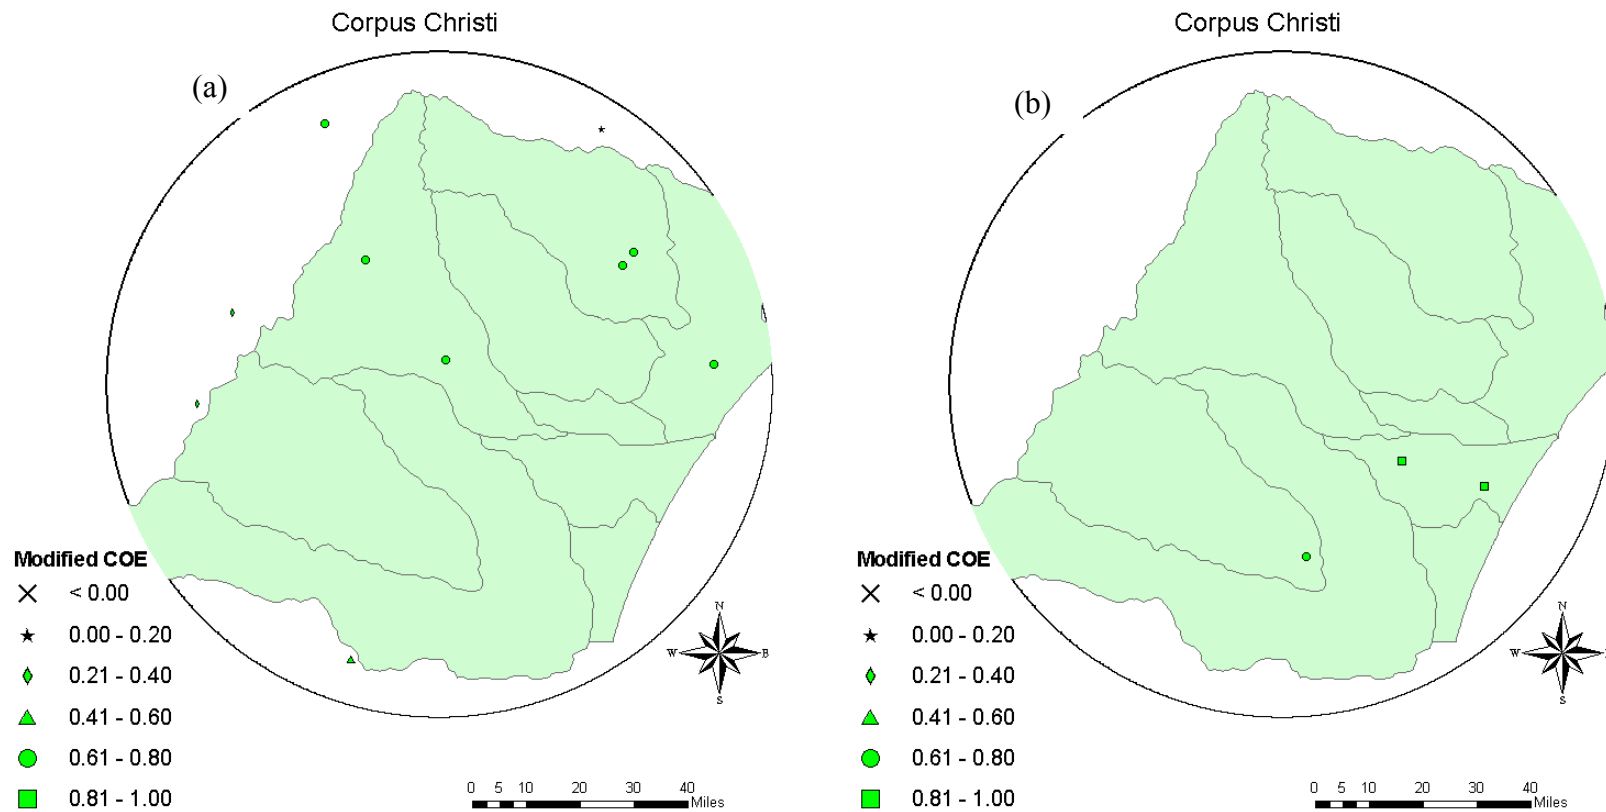 Corpus Christi
(a)
Modified COE
< 0.00
0.00 - 0.20
0.21 - 0.40
0.41 - 0.60
0.61 - 0.80
0.81 - 1.00
N
W E
S
0 5 10 20 30 40
Miles
Corpus Christi
(b)
Modified COE
< 0.00
0.00 - 0.20
0.21 - 0.40
0.41 - 0.60
0.61 - 0.80
0.81 - 1.00
N
W
S
0 5 10 20 30 40
Miles